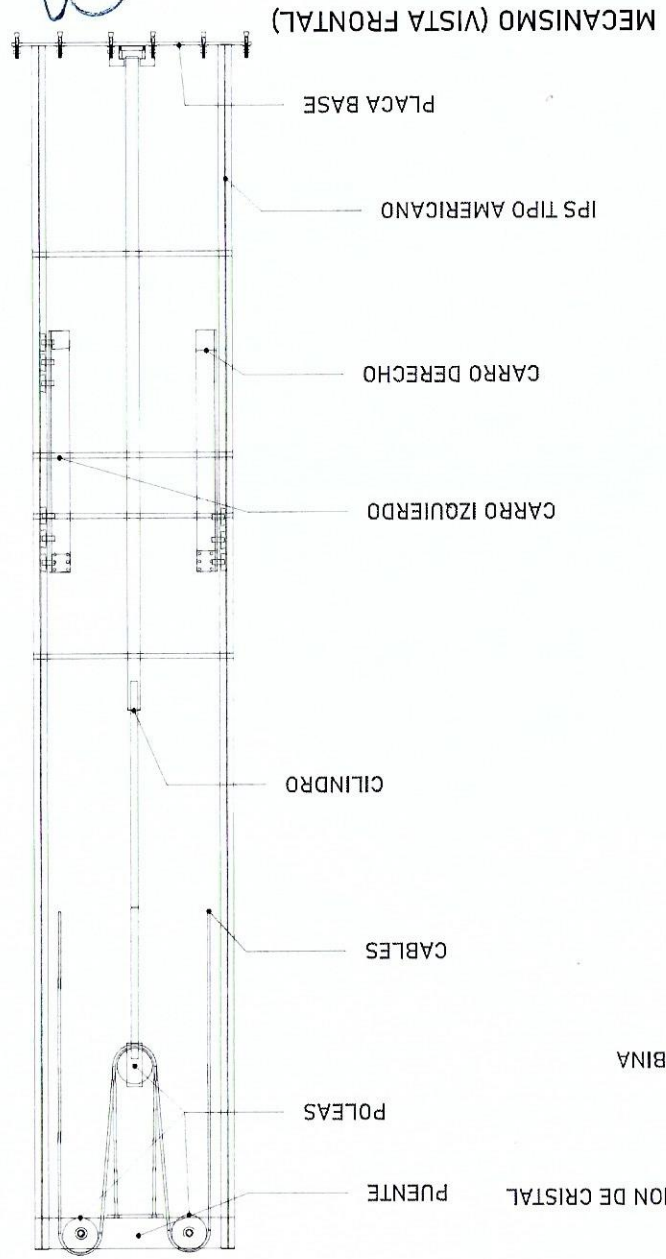 ION DE CRISTAL PUENTE
POLEAS
BINA
CABLES
CILINDRO
CARRO IZQUIERDO
CARRO DERECHO
IPS TIPO AMERICANO
PLACA BASE
MECANISMO (VISTA FRONTAL)